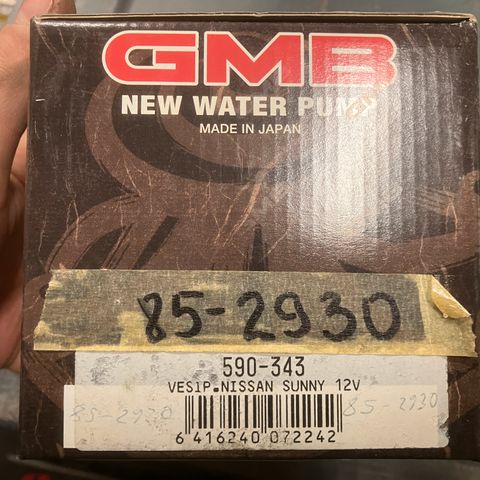 GMB
NEW WATER PUMP
MADE IN JAPAN
85-2930
590-343
VESIP.NISSAN SUNNY 12V
85-2930 85-2930
6 416240 072242